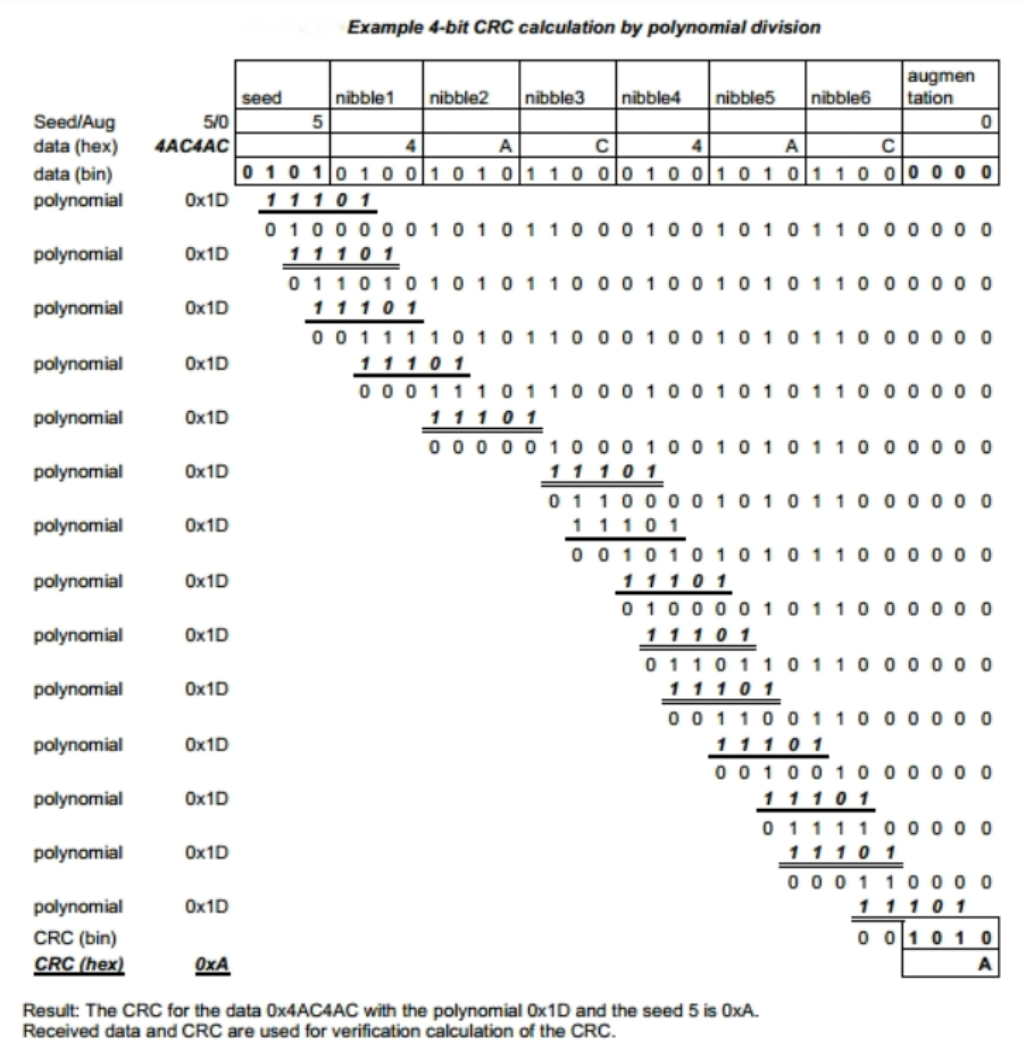 Example 4-bit CRC calculation by polynomial division
seed nibble1 nibble2 nibble3 nibble4 nibble5 nibble6 augmen
tation
Seed/Aug 5/0 5 0
data (hex) 4AC4AC 4 A C 4 A C
data (bin) 0 1 0 1 0 1 0 0 1 0 1 0 1 1 0 0 0 1 0 0 1 0 1 0 1 1 0 0 0 0 0 0
polynomial 0x1D 1 1 1 0 1
0 1 0 0 0 0 0 1 0 1 0 1 1 0 0 0 1 0 0 1 0 1 0 1 1 0 0 0 0 0 0
polynomial 0x1D 1 1 1 0 1
0 1 1 0 1 0 1 0 1 0 1 1 0 0 0 1 0 0 1 0 1 0 1 1 0 0 0 0 0 0
polynomial 0x1D 1 1 1 0 1
0 0 1 1 1 1 0 1 0 1 1 0 0 0 1 0 0 1 0 1 0 1 1 0 0 0 0 0 0
polynomial 0x1D 1 1 1 0 1
0 0 0 1 1 1 0 1 1 0 0 0 1 0 0 1 0 1 0 1 1 0 0 0 0 0 0
polynomial 0x1D 1 1 1 0 1
0 0 0 0 0 1 0 0 0 1 0 0 1 0 1 0 1 1 0 0 0 0 0 0
polynomial 0x1D 1 1 1 0 1
0 1 1 0 0 0 0 1 0 1 0 1 1 0 0 0 0 0 0
polynomial 0x1D 1 1 1 0 1
0 0 1 0 1 0 1 0 1 0 1 1 0 0 0 0 0 0
polynomial 0x1D 1 1 1 0 1
0 1 0 0 0 0 1 0 1 1 0 0 0 0 0 0
polynomial 0x1D 1 1 1 0 1
0 1 1 0 1 1 0 1 1 0 0 0 0 0 0
polynomial 0x1D 1 1 1 0 1
0 0 1 1 0 0 1 1 0 0 0 0 0 0
polynomial 0x1D 1 1 1 0 1
0 0 1 0 0 1 0 0 0 0 0 0
polynomial 0x1D 1 1 1 0 1
0 1 1 1 1 0 0 0 0 0
polynomial 0x1D 1 1 1 0 1
0 0 0 1 1 0 0 0 0
polynomial 0x1D 1 1 1 0 1
CRC (bin) 0 0 1 0 1 0
CRC (hex) 0xA A
Result: The CRC for the data 0x4AC4AC with the polynomial 0x1D and the seed 5 is 0xA.
Received data and CRC are used for verification calculation of the CRC.